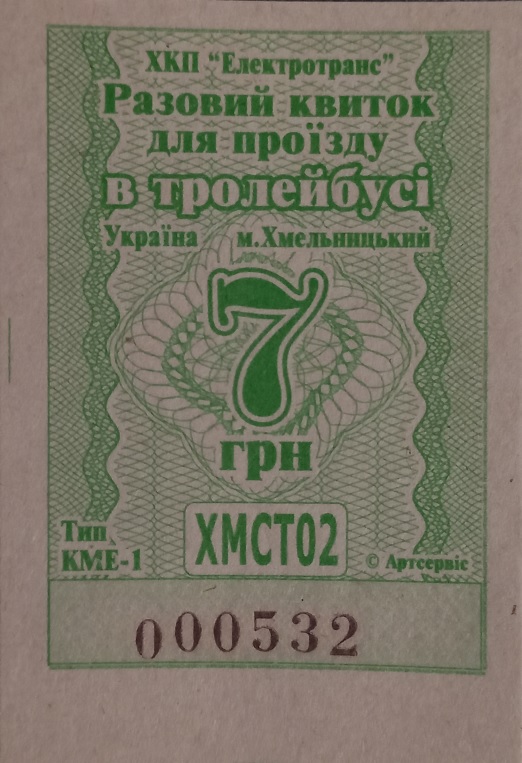 ХКП "Електротранс"
Разовий квиток
для проїзду
в тролейбусі
Україна м.Хмельницький
7
грн
Тип
КМЕ-1
ХМСТ02
© Артсервіс
000532